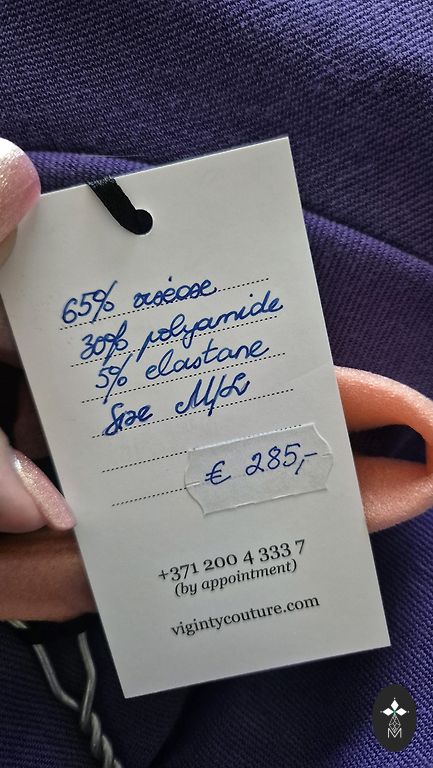 65% viscose
30% polyamide
5% elastane
Size M/L
€ 285,-
+371 200 4 333 7
(by appointment)
vigintycouture.com